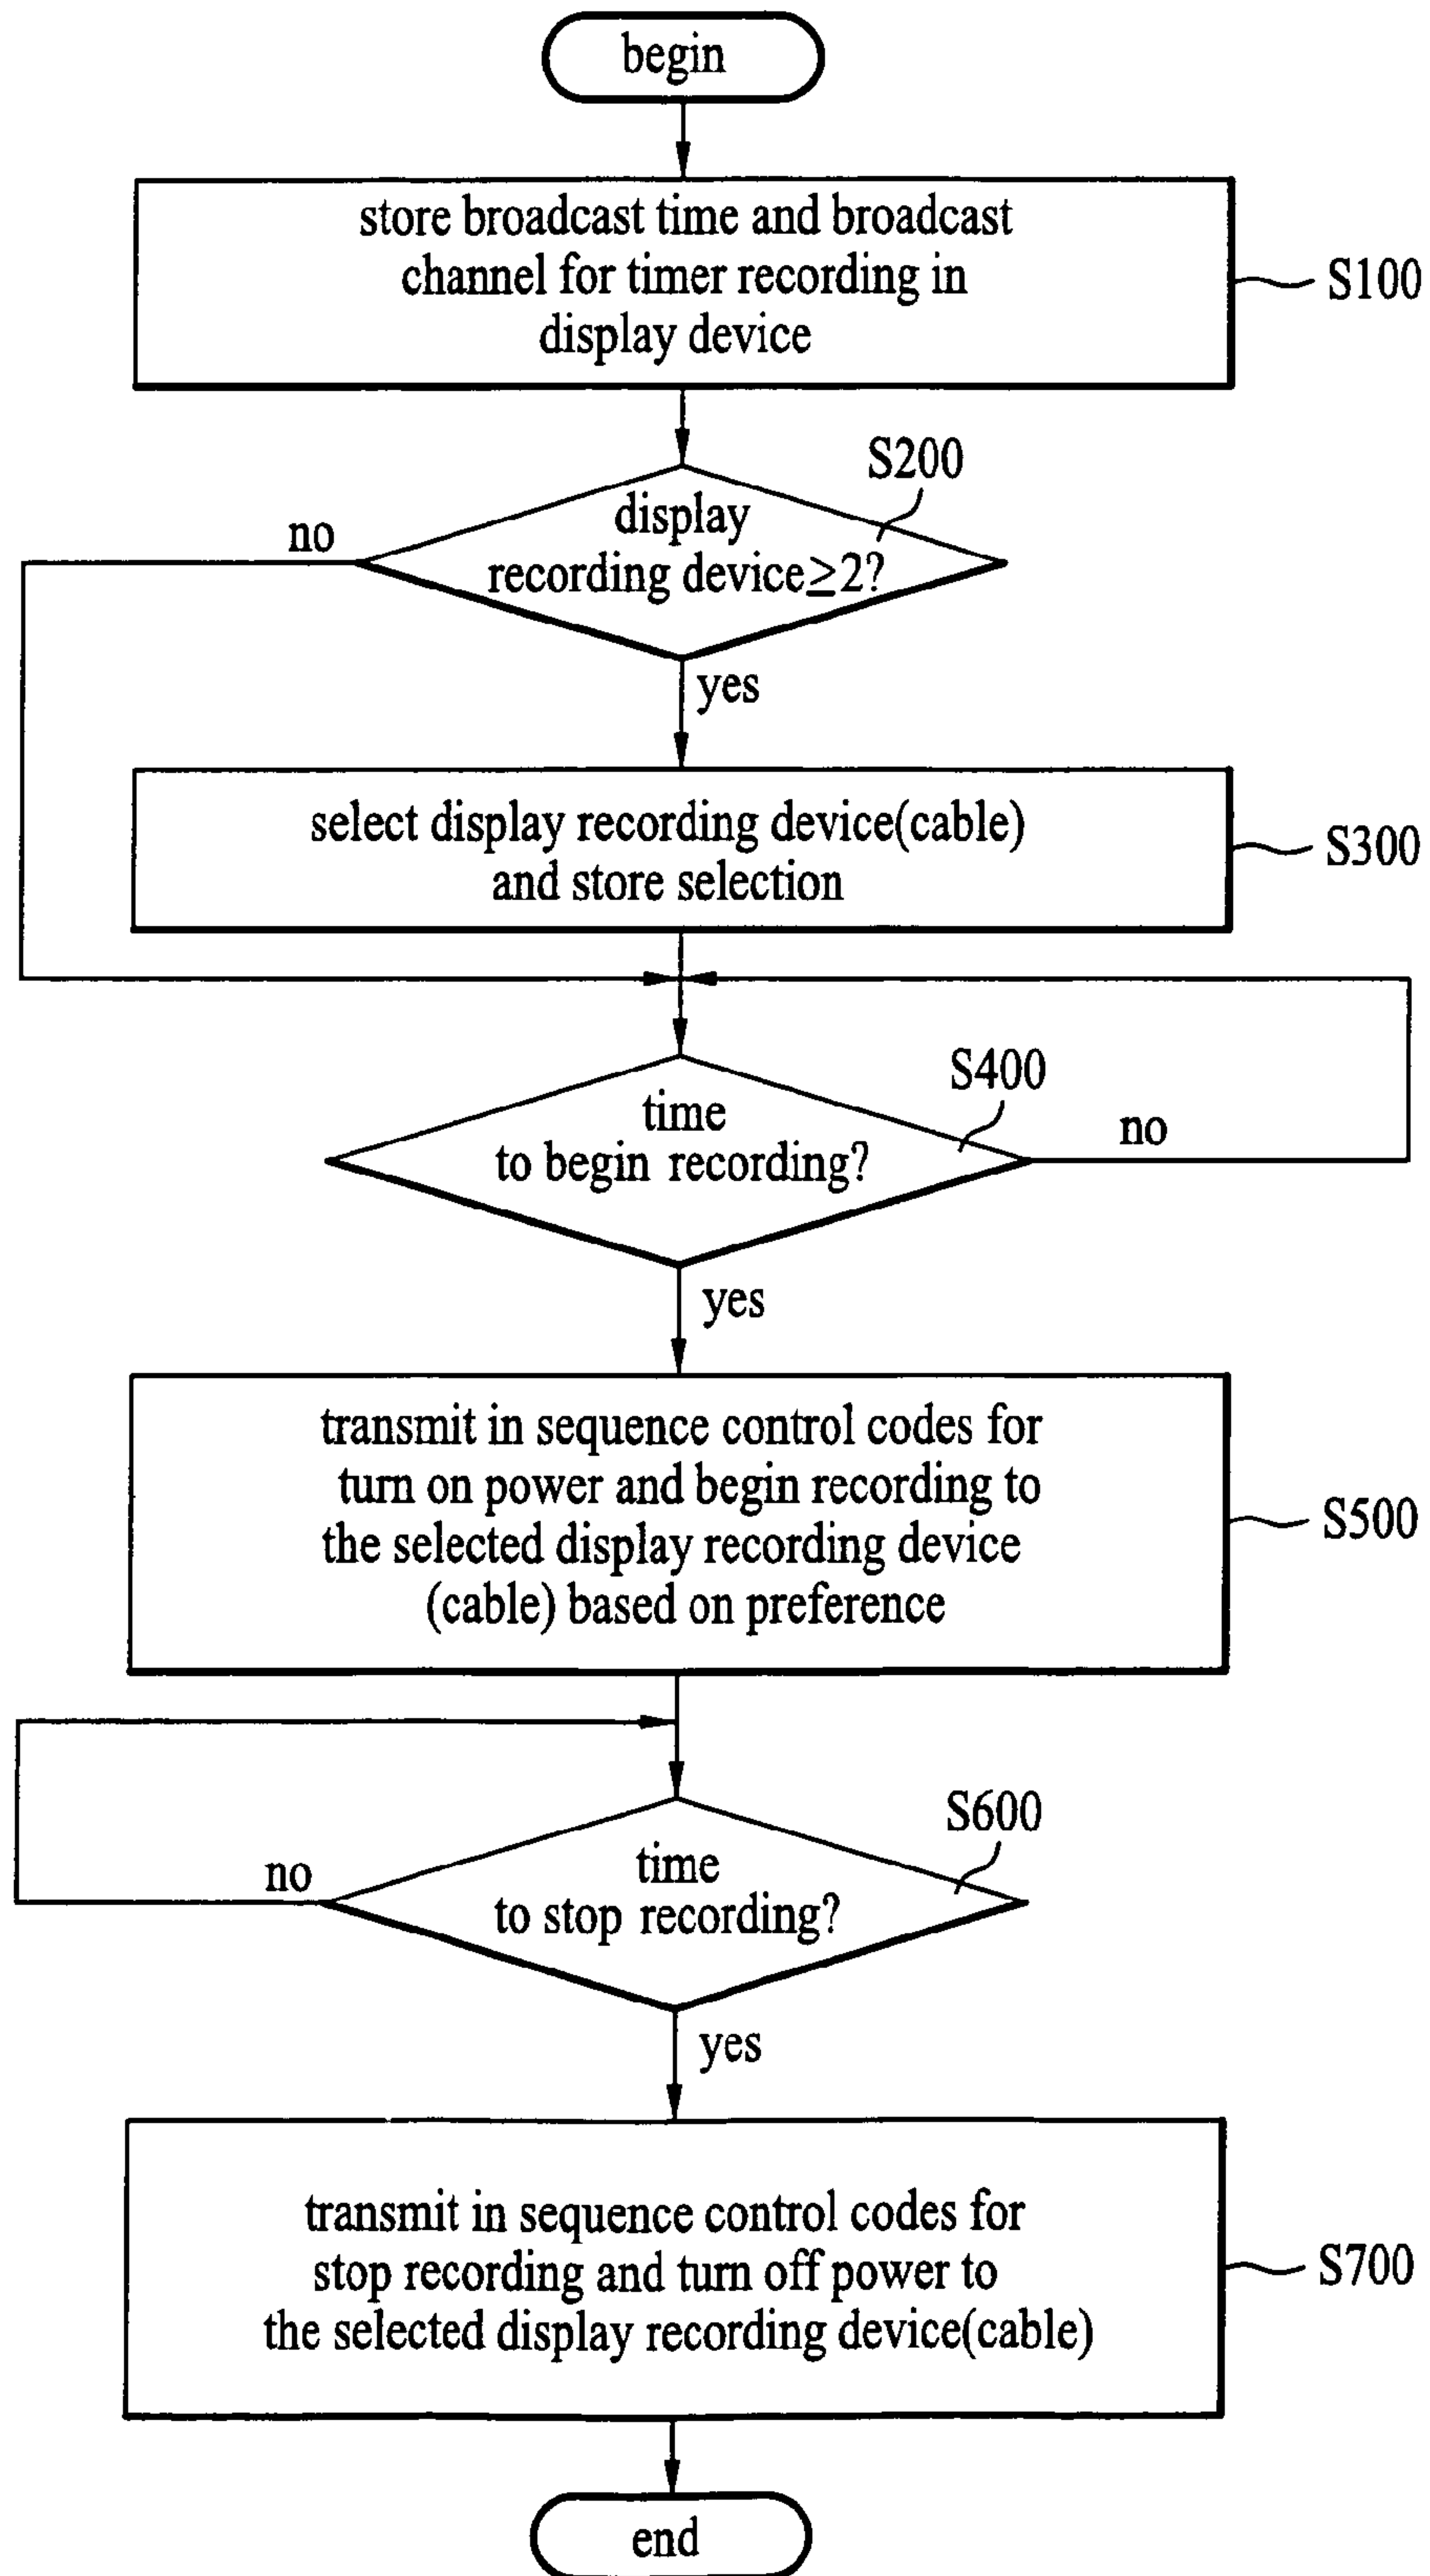 begin
store broadcast time and broadcast
channel for timer recording in
display device
S100
S200
display
recording device≥2?
no
yes
select display recording device(cable)
and store selection
S300
S400
time
to begin recording?
no
yes
transmit in sequence control codes for
turn on power and begin recording to
the selected display recording device
(cable) based on preference
S500
S600
time
to stop recording?
no
yes
transmit in sequence control codes for
stop recording and turn off power to
the selected display recording device(cable)
S700
end